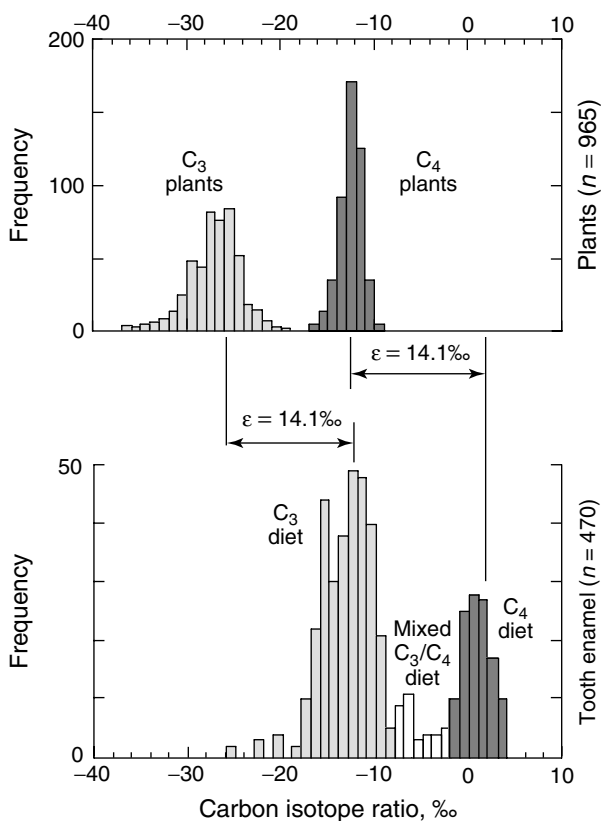 −40 −30 −20 −10 0 10
200
100
0
Frequency
C3
plants
C4
plants
Plants (n = 965)
ε = 14.1‰
ε = 14.1‰
50
0
Frequency
C3
diet
Mixed
C3/C4
diet
C4
diet
Tooth enamel (n = 470)
−40 −30 −20 −10 0 10
Carbon isotope ratio, ‰